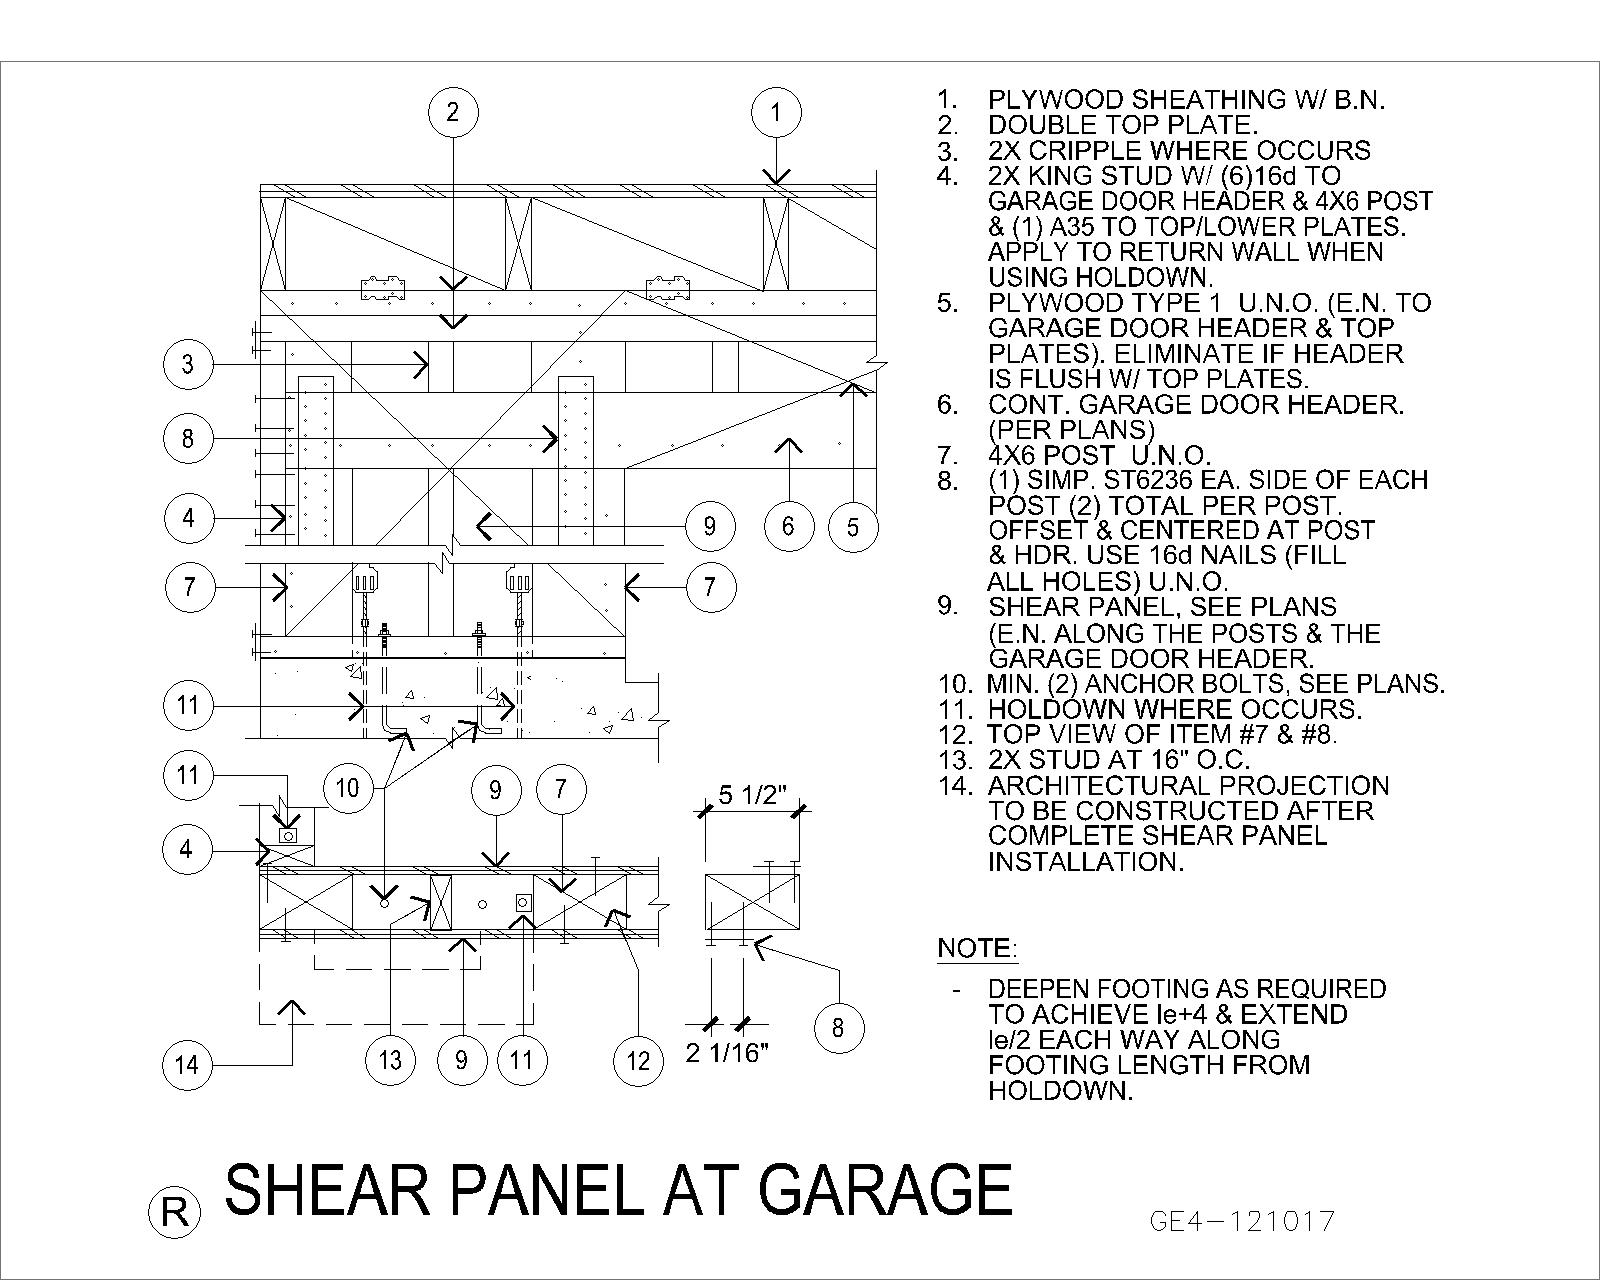 2
1
3
8
4
9
6
5
7
7
11
11
10
9
7
5 1/2"
4
8
14
13
9
11
12
2 1/16"
1. PLYWOOD SHEATHING W/ B.N.
2. DOUBLE TOP PLATE.
3. 2X CRIPPLE WHERE OCCURS
4. 2X KING STUD W/ (6)16d TO
GARAGE DOOR HEADER & 4X6 POST
& (1) A35 TO TOP/LOWER PLATES.
APPLY TO RETURN WALL WHEN
USING HOLDOWN.
5. PLYWOOD TYPE 1 U.N.O. (E.N. TO
GARAGE DOOR HEADER & TOP
PLATES). ELIMINATE IF HEADER
IS FLUSH W/ TOP PLATES.
6. CONT. GARAGE DOOR HEADER.
(PER PLANS)
7. 4X6 POST U.N.O.
8. (1) SIMP. ST6236 EA. SIDE OF EACH
POST (2) TOTAL PER POST.
OFFSET & CENTERED AT POST
& HDR. USE 16d NAILS (FILL
ALL HOLES) U.N.O.
9. SHEAR PANEL, SEE PLANS
(E.N. ALONG THE POSTS & THE
GARAGE DOOR HEADER.
10. MIN. (2) ANCHOR BOLTS, SEE PLANS.
11. HOLDOWN WHERE OCCURS.
12. TOP VIEW OF ITEM #7 & #8.
13. 2X STUD AT 16" O.C.
14. ARCHITECTURAL PROJECTION
TO BE CONSTRUCTED AFTER
COMPLETE SHEAR PANEL
INSTALLATION.
NOTE:
- DEEPEN FOOTING AS REQUIRED
TO ACHIEVE le+4 & EXTEND
le/2 EACH WAY ALONG
FOOTING LENGTH FROM
HOLDOWN.
R SHEAR PANEL AT GARAGE
GE4-121017